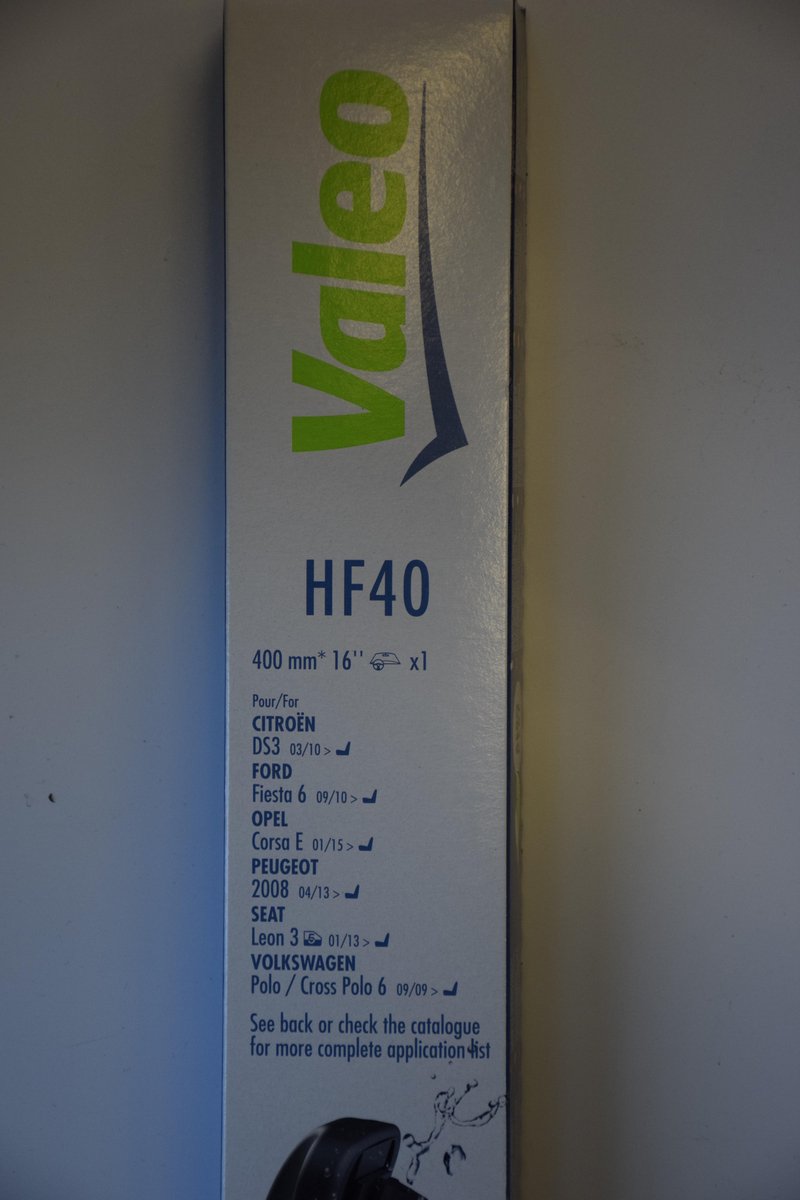 Valeo
HF40
400 mm* 16'' x1
Pour/For
CITROËN
DS3 03/10 >
FORD
Fiesta 6 09/10 >
OPEL
Corsa E 01/15 >
PEUGEOT
2008 04/13 >
SEAT
Leon 3 5 01/13 >
VOLKSWAGEN
Polo / Cross Polo 6 09/09 >
See back or check the catalogue
for more complete application list